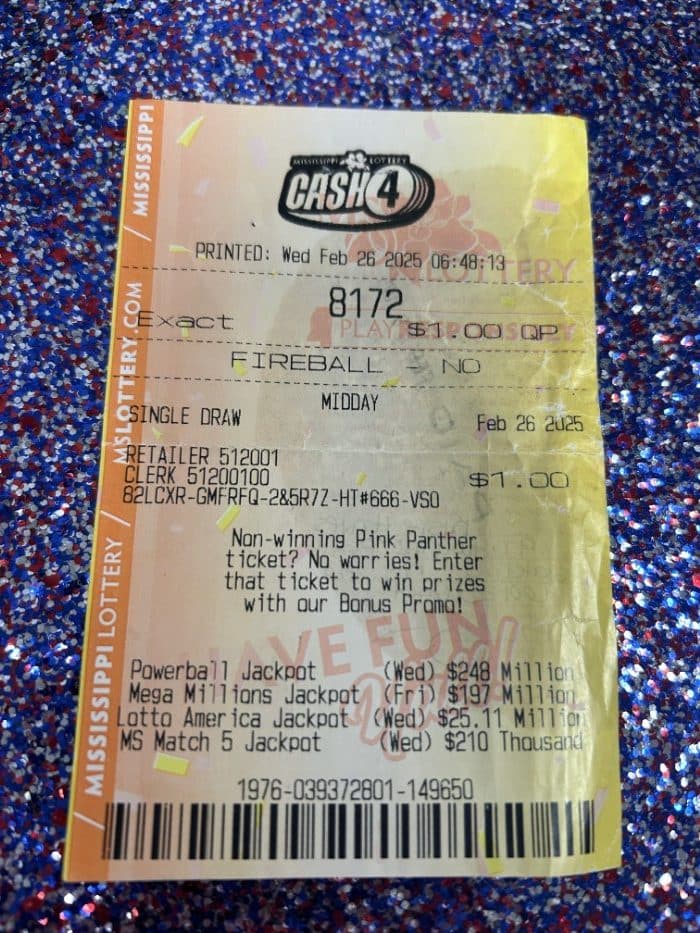 MISSISSIPPI LOTTERY
CASH 4
PRINTED: Wed Feb 26 2025 06:48:13
8172
Exact $1.00 QP
FIREBALL - NO
MIDDAY
SINGLE DRAW Feb 26 2025
RETAILER 512001
CLERK 51200100 $1.00
82LCXR-GMFRFQ-2&5R7Z-HT#666-VSO
Non-winning Pink Panther
ticket? No worries! Enter
that ticket to win prizes
with our Bonus Promo!
Powerball Jackpot (Wed) $248 Million
Mega Millions Jackpot (Fri) $197 Million
Lotto America Jackpot (Wed) $25.11 Million
MS Match 5 Jackpot (Wed) $210 Thousand
1976-039372801-149650
/ MISSISSIPPI LOTTERY / MSLOTTERY.COM / MISSISSIPPI
LOTTERY
PLAY RESPONSIBLY
HAVE FUN